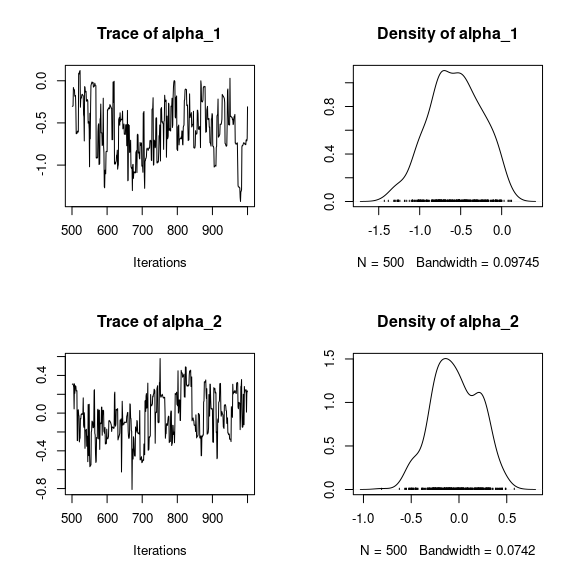 Trace of alpha_1
0.0
-0.5
-1.0
500 600 700 800 900
Iterations
Density of alpha_1
0.8
0.4
0.0
-1.5 -1.0 -0.5 0.0
N = 500 Bandwidth = 0.09745
Trace of alpha_2
0.4
0.0
-0.4
-0.8
500 600 700 800 900
Iterations
Density of alpha_2
1.5
1.0
0.5
0.0
-1.0 -0.5 0.0 0.5
N = 500 Bandwidth = 0.0742